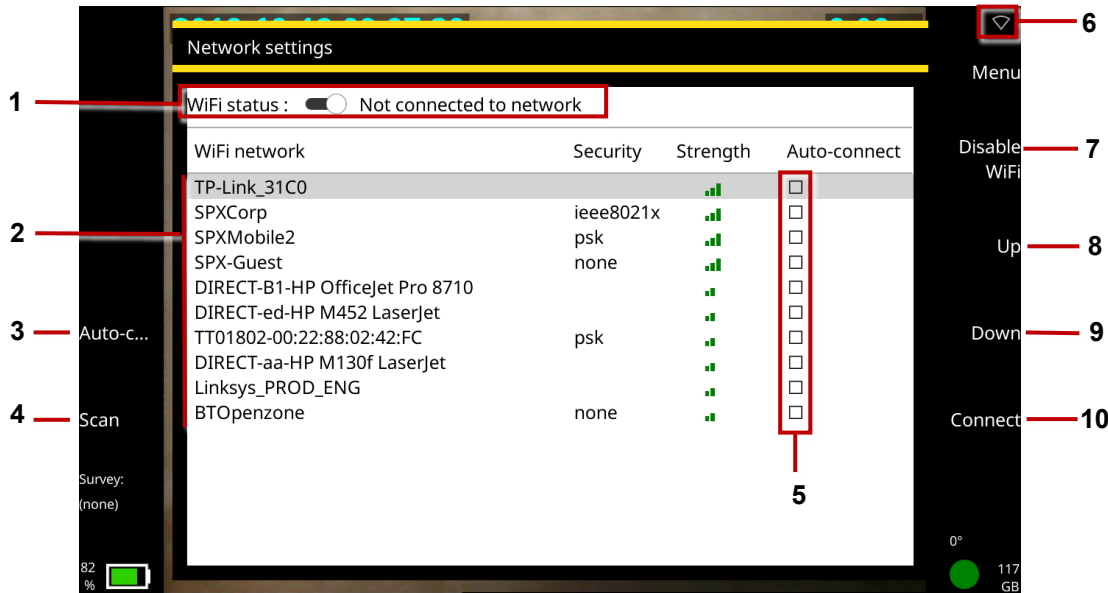 Network settings
6
Menu
1
WiFi status : Not connected to network
WiFi network Security Strength Auto-connect
Disable
WiFi
7
TP-Link_31C0
SPXCorp ieee8021x
2
SPXMobile2 psk
Up
8
SPX-Guest none
DIRECT-B1-HP OfficeJet Pro 8710
DIRECT-ed-HP M452 LaserJet
3
Auto-c...
TT01802-00:22:88:02:42:FC psk
Down
9
DIRECT-aa-HP M130f LaserJet
Linksys_PROD_ENG
4
Scan
BTOpenzone none
Connect
10
Survey:
(none)
5
0°
82
%
117
GB